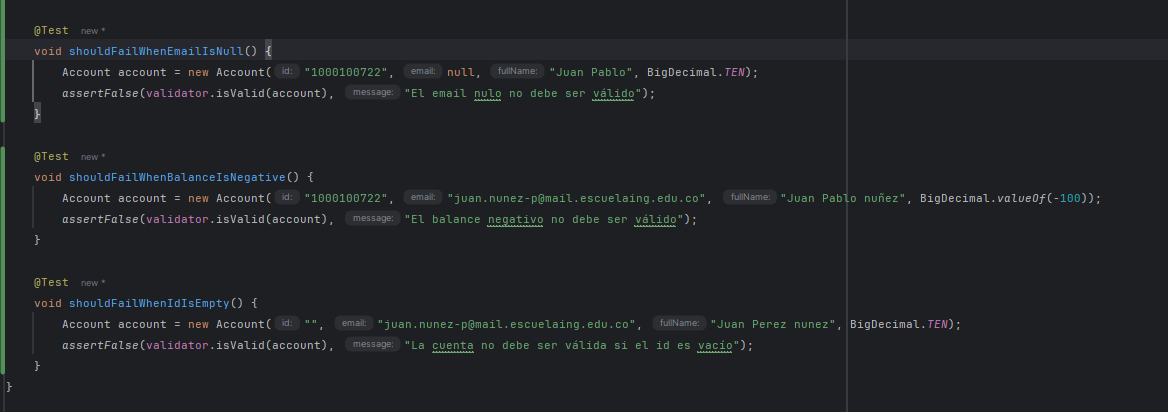 @Test new *
void shouldFailWhenEmailIsNull() {
Account account = new Account( id: "1000100722", email: null, fullName: "Juan Pablo", BigDecimal.TEN);
assertFalse(validator.isValid(account), message: "El email nulo no debe ser válido");
}
@Test new *
void shouldFailWhenBalanceIsNegative() {
Account account = new Account( id: "1000100722", email: "juan.nunez-p@mail.escuelaing.edu.co", fullName: "Juan Pablo nuñez", BigDecimal.valueOf(-100));
assertFalse(validator.isValid(account), message: "El balance negativo no debe ser válido");
}
@Test new *
void shouldFailWhenIdIsEmpty() {
Account account = new Account( id: "", email: "juan.nunez-p@mail.escuelaing.edu.co", fullName: "Juan Perez nunez", BigDecimal.TEN);
assertFalse(validator.isValid(account), message: "La cuenta no debe ser válida si el id es vacío");
}
}